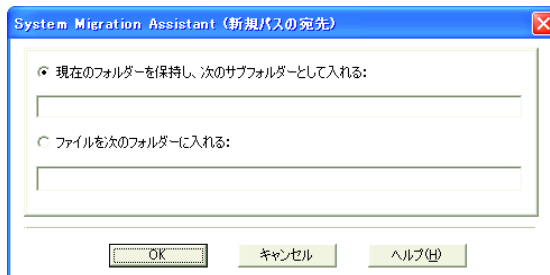 System Migration Assistant (新規パスの宛先)
現在のフォルダーを保持し、次のサブフォルダーとして入れる:
ファイルを次のフォルダーに入れる:
OK キャンセル ヘルプ(H)